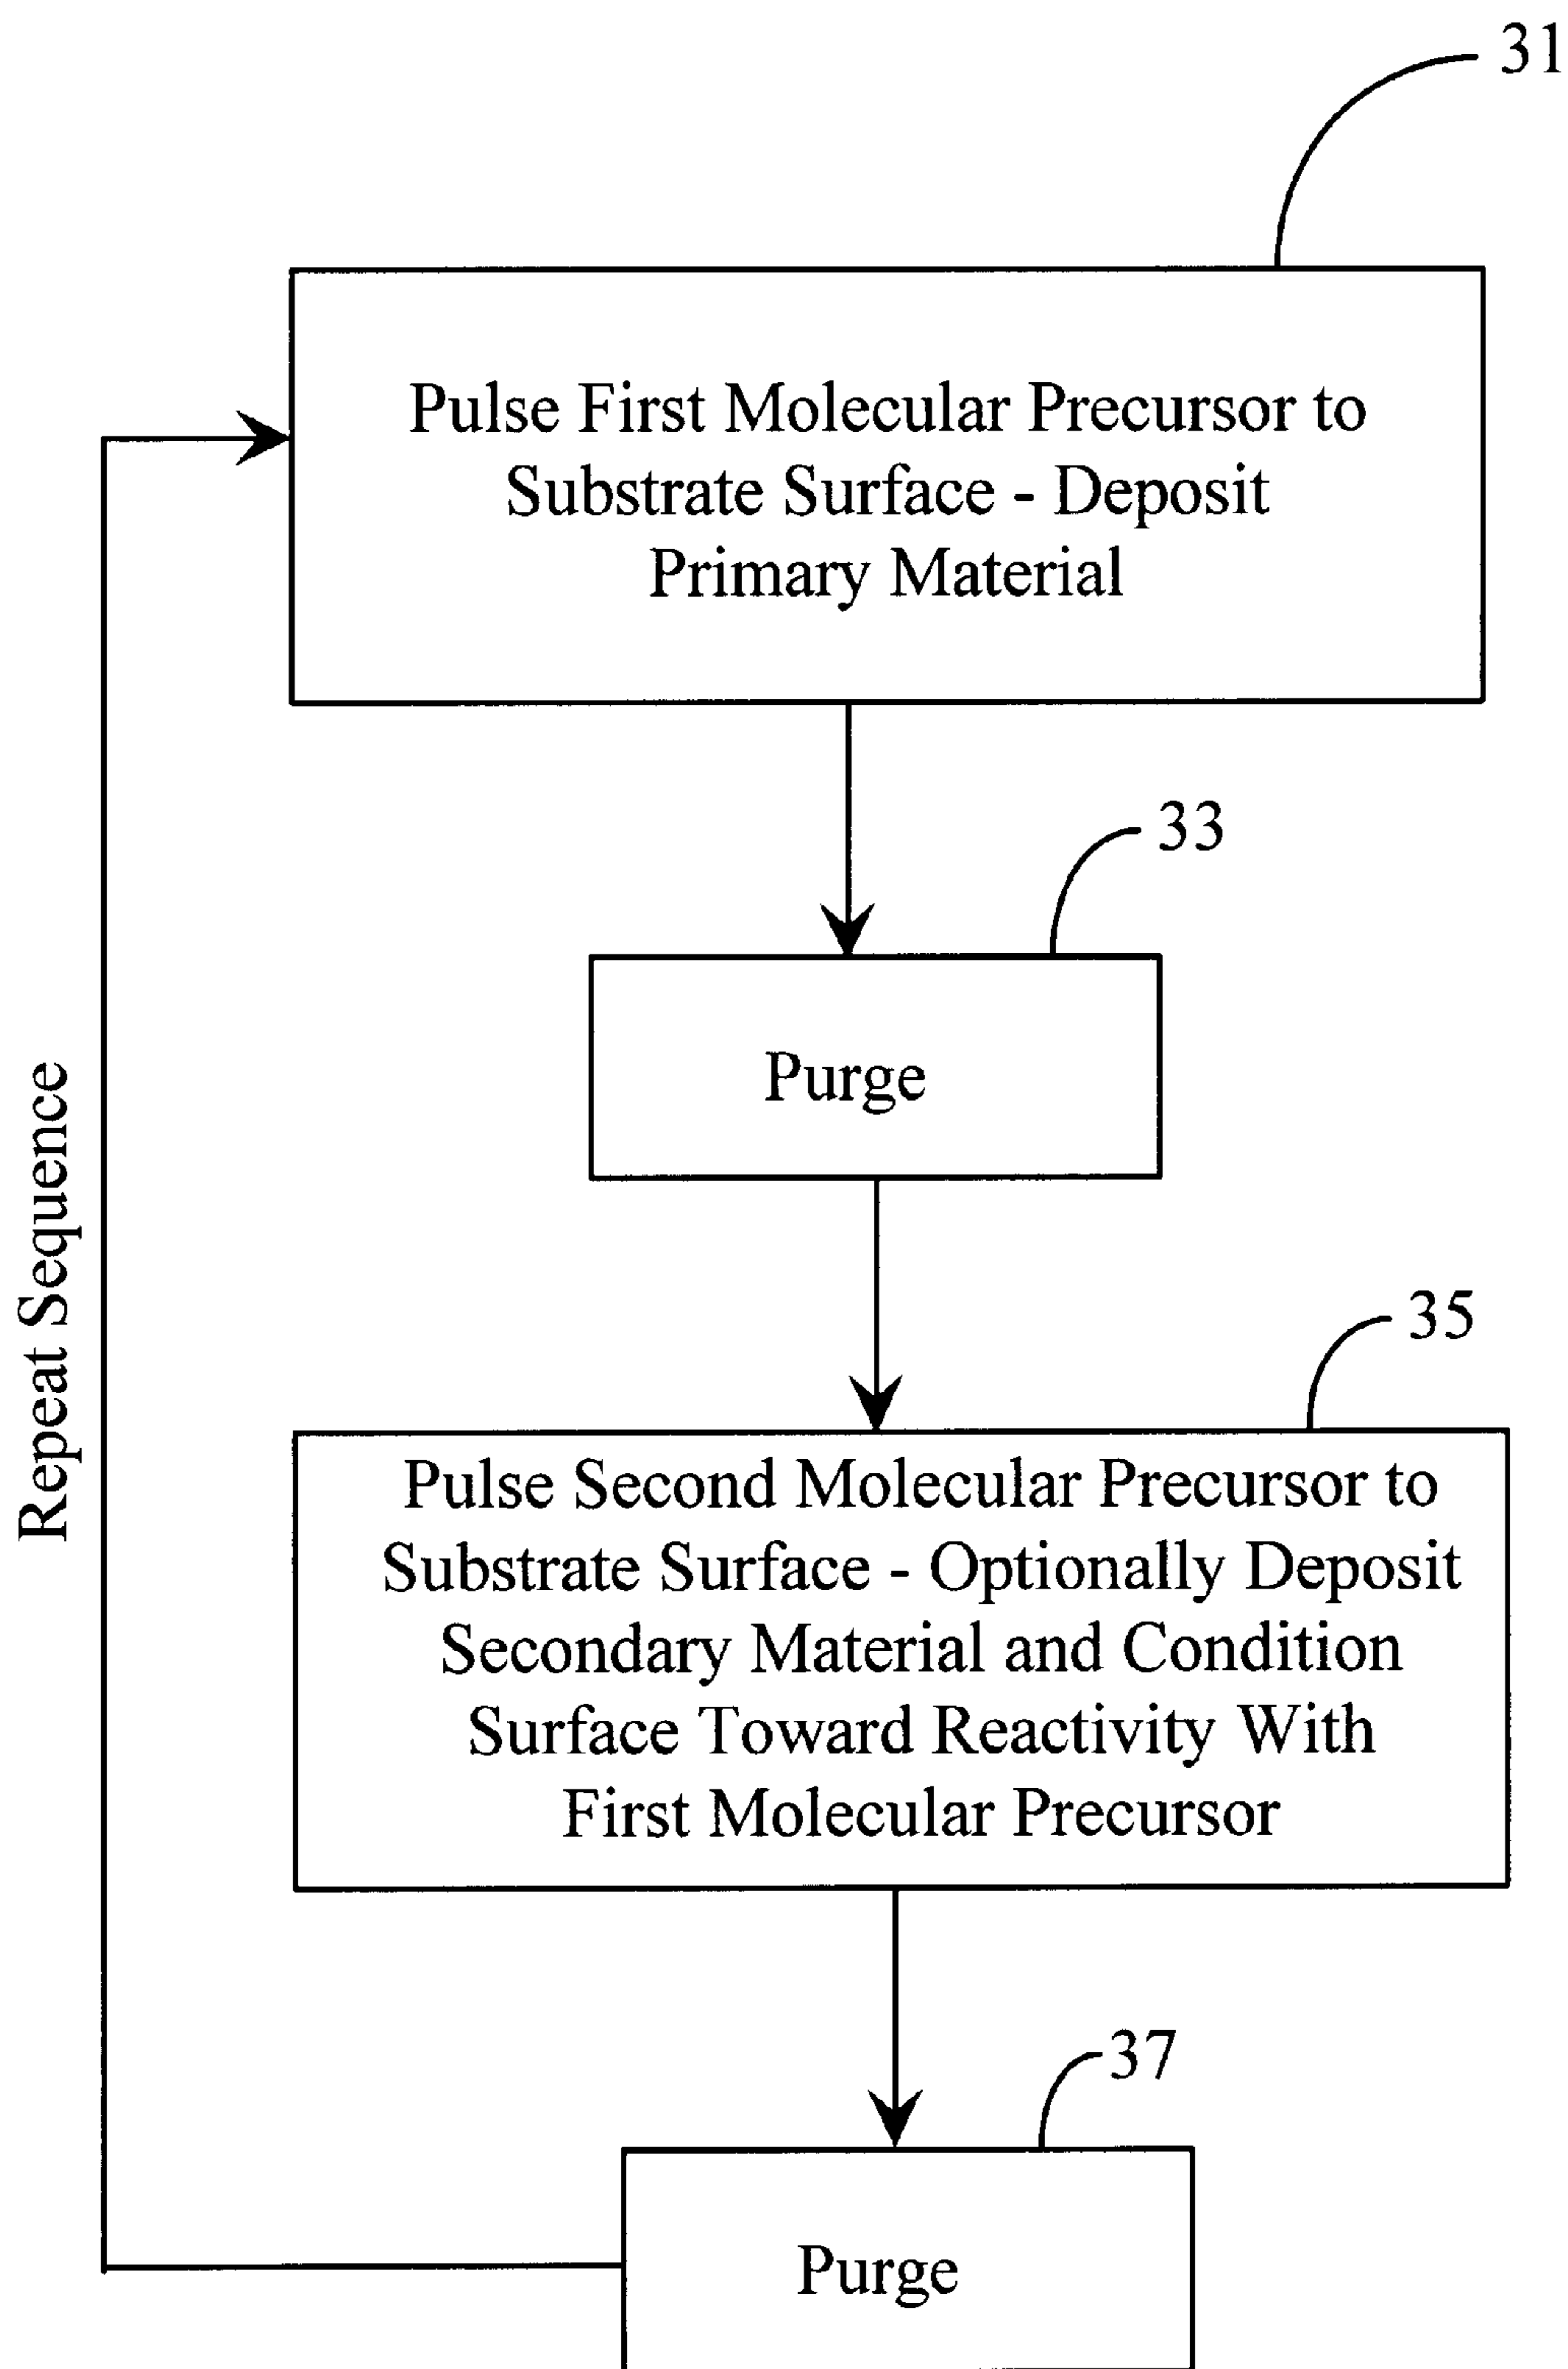 31
Pulse First Molecular Precursor to
Substrate Surface - Deposit
Primary Material
33
Purge
35
Pulse Second Molecular Precursor to
Substrate Surface - Optionally Deposit
Secondary Material and Condition
Surface Toward Reactivity With
First Molecular Precursor
37
Purge
Repeat Sequence